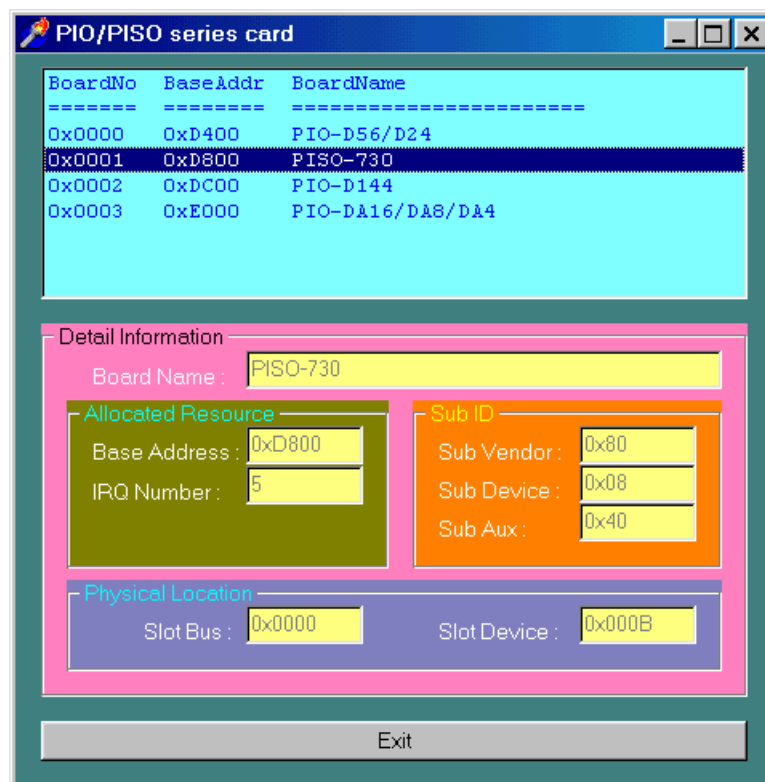 PIO/PISO series card
BoardNo BaseAddr BoardName
======= ======== =======================
0x0000 0xD400 PIO-D56/D24
0x0001 0xD800 PISO-730
0x0002 0xDC00 PIO-D144
0x0003 0xE000 PIO-DA16/DA8/DA4
Detail Information
Board Name : PISO-730
Allocated Resource
Base Address : 0xD800
IRQ Number : 5
Sub ID
Sub Vendor : 0x80
Sub Device : 0x08
Sub Aux : 0x40
Physical Location
Slot Bus : 0x0000
Slot Device : 0x000B
Exit